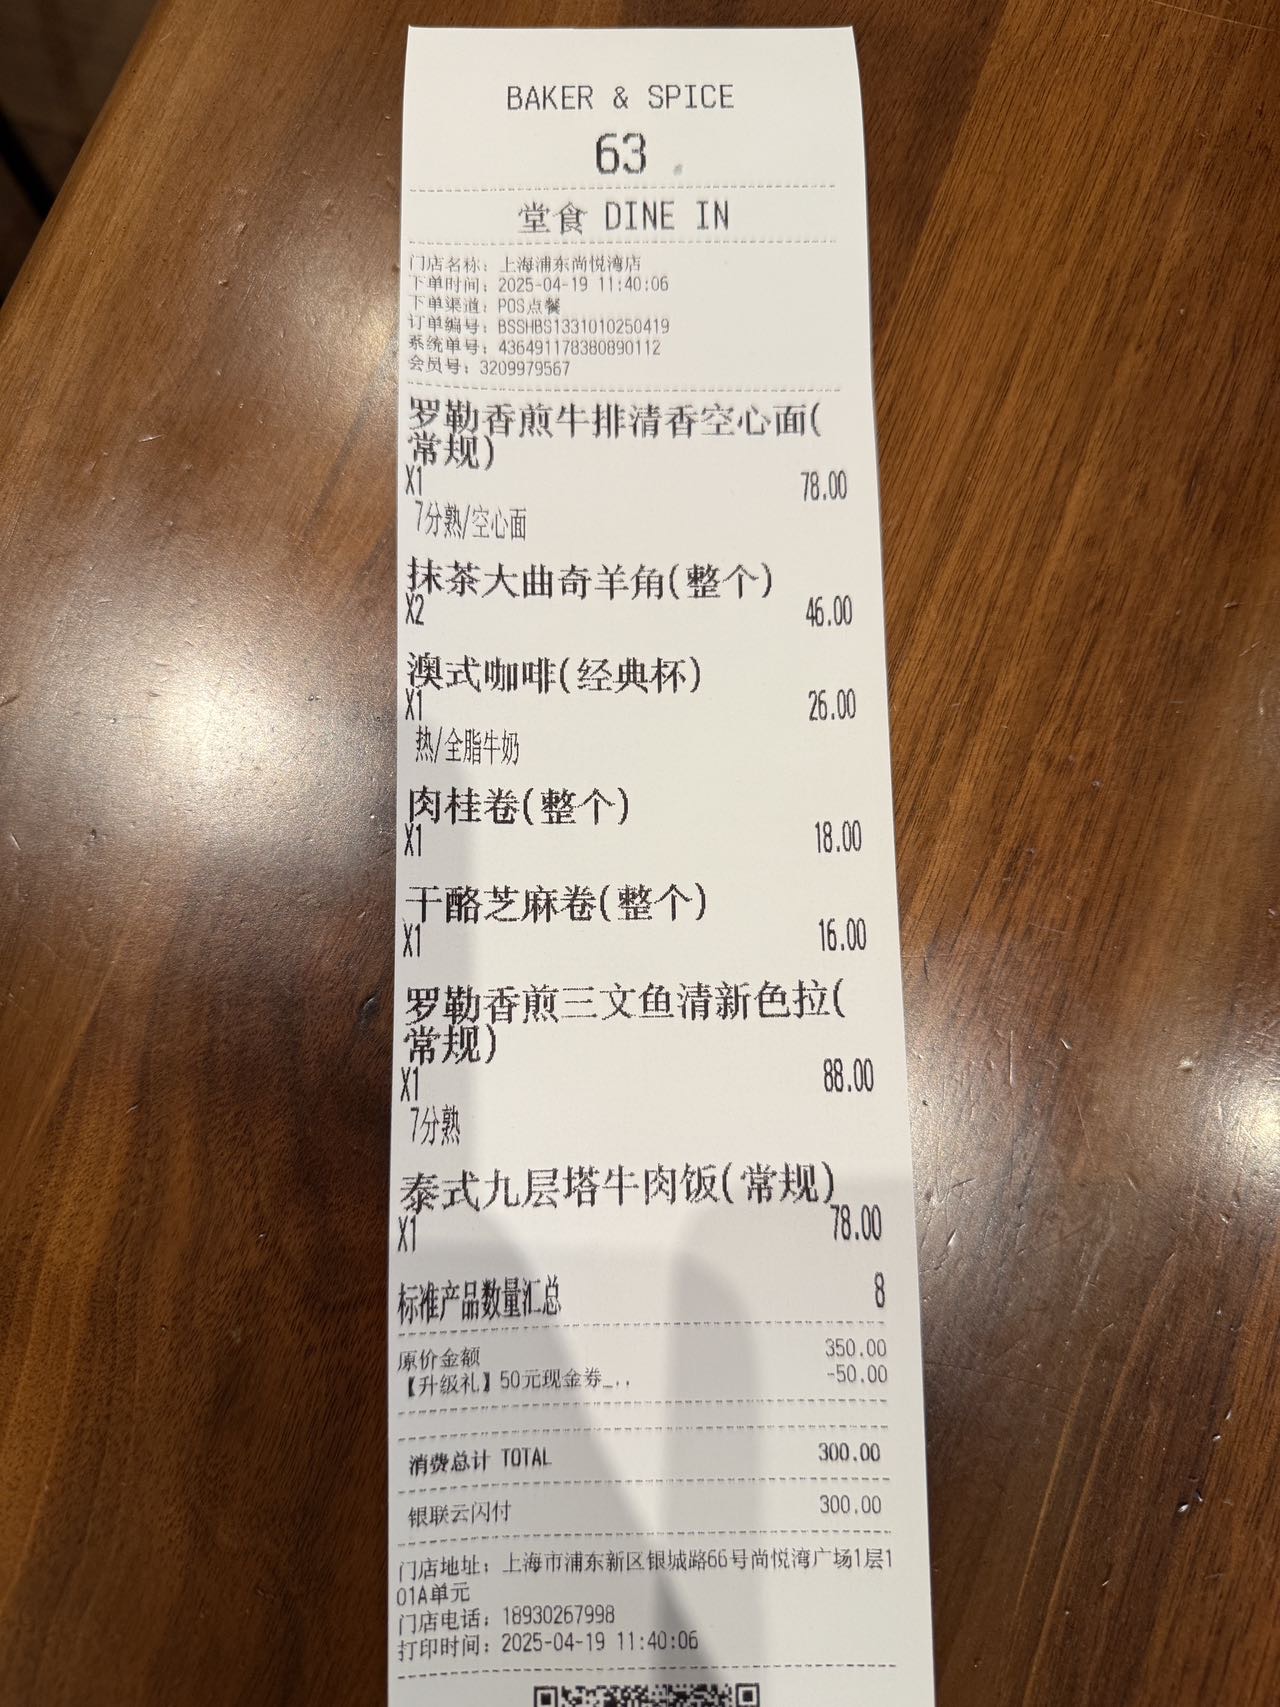 BAKER & SPICE
63
堂食 DINE IN
门店名称：上海浦东尚悦湾店
下单时间：2025-04-19 11:40:06
下单渠道：POS点餐
订单编号：BSSHBS1331010250419
系统单号：436491178380890112
会员号：3209979567
罗勒香煎牛排清香空心面(
常规)
X1 78.00
7分熟/空心面
抹茶大曲奇羊角(整个)
X2 46.00
澳式咖啡(经典杯)
X1 26.00
热/全脂牛奶
肉桂卷(整个)
X1 18.00
干酪芝麻卷(整个)
X1 16.00
罗勒香煎三文鱼清新色拉(
常规)
X1 88.00
7分熟
泰式九层塔牛肉饭(常规)
X1 78.00
标准产品数量汇总 8
原价金额 350.00
【升级礼】50元现金券_.. -50.00
消费总计 TOTAL 300.00
银联云闪付 300.00
门店地址：上海市浦东新区银城路66号尚悦湾广场1层1
01A单元
门店电话：18930267998
打印时间：2025-04-19 11:40:06